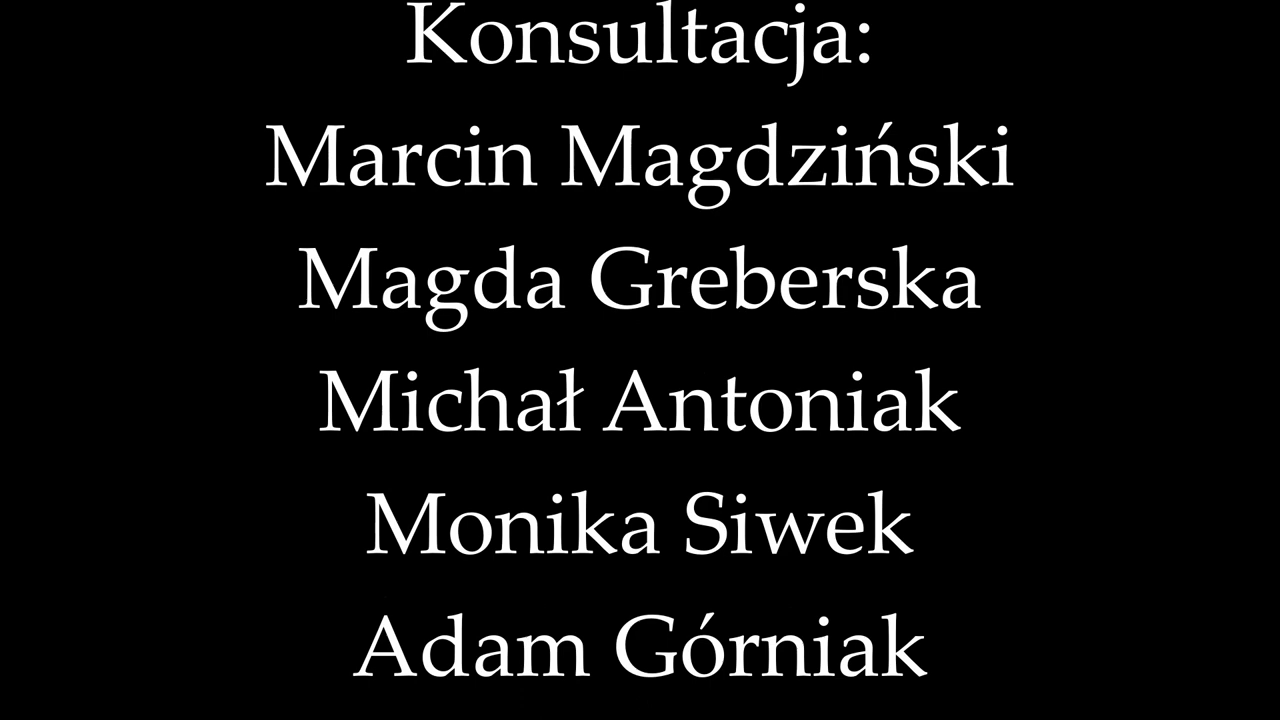 Konsultacja:
Marcin Magdziński
Magda Greberska
Michał Antoniak
Monika Siwek
Adam Górniak